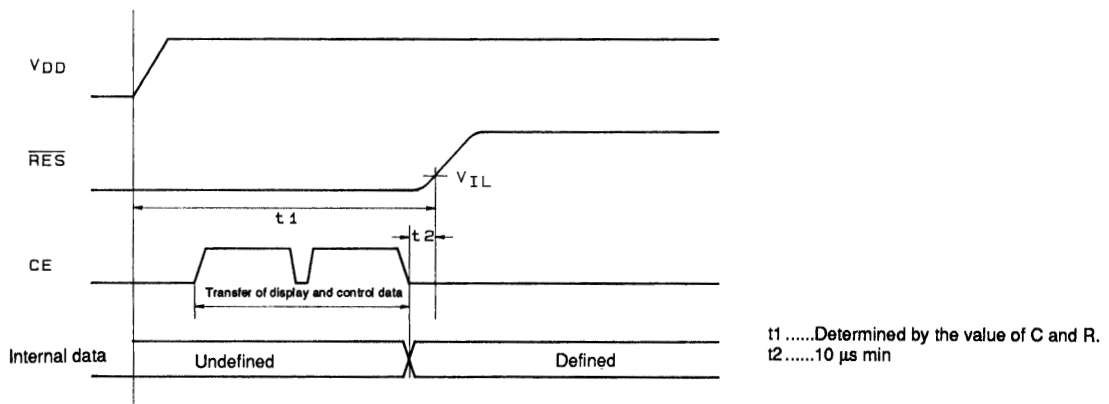 VDD
RES
VIL
t1
t2
CE
Transfer of display and control data
Internal data
Undefined
Defined
t1 ......Determined by the value of C and R.
t2......10 µs min